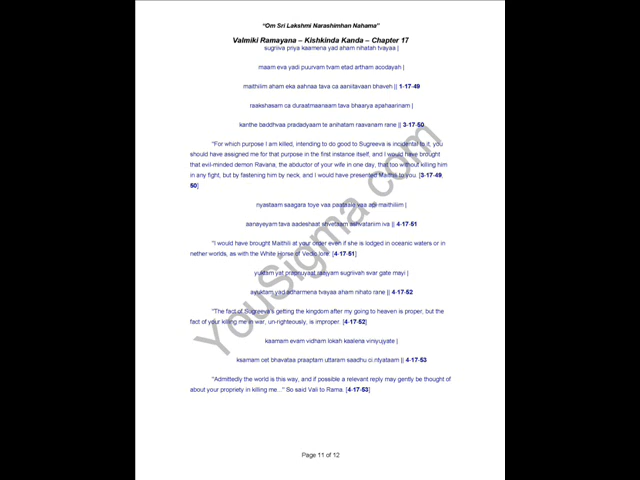 “Om Sri Lakshmi Narashimhan Nahama”
Valmiki Ramayana – Kishkinda Kanda – Chapter 17
sugriiva priya kaamena yad aham nihatah tvayaa |
maam eva yadi puurvam tvam etad artham acodayah |
maithilim aham eka aahnaa tava ca aaniitavaan bhaveh || 1-17-49
raakshasam ca duraatmaanaam tava bhaarya apahaarinam |
kanthe baddhvaa pradadyaam te anihatam raavanam rane || 3-17-50
"For which purpose I am killed, intending to do good to Sugreeva is incidental to it, you
should have assigned me for that purpose in the first instance itself, and I would have brought
that evil-minded demon Ravana, the abductor of your wife in one day, that too without killing him
in any fight, but by fastening him by neck, and I would have presented Maithili to you. [3-17-49,
50]
nyastaam saagara toye vaa paataale vaa api maithiliim |
aanayeyam tava aadeshaat shvetaam ashvatariim iva || 4-17-51
"I would have brought Maithili at your order even if she is lodged in oceanic waters or in
nether worlds, as with the White Horse of Vedic lore. [4-17-51]
yuktam yat prapnuyaat raajyam sugriivah svar gate mayi |
ayuktam yad adharmena tvayaa aham nihato rane || 4-17-52
"The fact of Sugreeva's getting the kingdom after my going to heaven is proper, but the
fact of your killing me in war, un-righteously, is improper. [4-17-52]
kaamam evam vidham lokah kaalena viniyujyate |
ksamam cet bhavataa praaptam uttaram saadhu ci ntyataam || 4-17-53
"Admittedly the world is this way, and if possible a relevant reply may gently be thought of
about your propriety in killing me..." So said Vali to Rama. [4-17-53]
YouSigma.com
Page 11 of 12